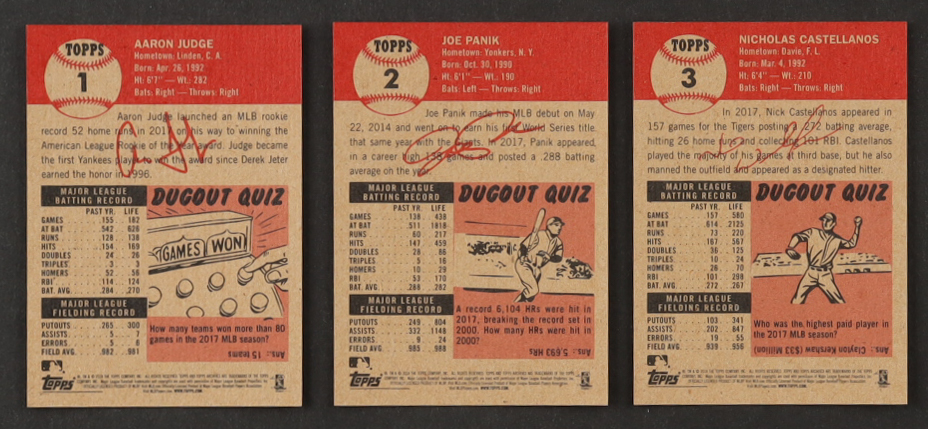 TOPPS
1
AARON JUDGE
Hometown: Linden, C. A.
Born: Apr. 26, 1992
Ht: 6'7" — Wt.: 282
Bats: Right — Throws: Right
Aaron Judge launched an MLB rookie
record 52 home runs in 2017 on his way to winning the
American League Rookie of the Year award. Judge became
the first Yankees player to win the award since Derek Jeter
earned the honor in 1996.
MAJOR LEAGUE
BATTING RECORD
PAST YR. LIFE
GAMES 155 182
AT BAT 542 626
RUNS 128 138
HITS 154 169
DOUBLES 24 26
TRIPLES 3 3
HOMERS 52 56
RBI 114 124
BAT. AVG. .284 .270
MAJOR LEAGUE
FIELDING RECORD
PUTOUTS 265 300
ASSISTS 5 7
ERRORS 5 6
FIELD AVG. .982 .981
DUGOUT QUIZ
GAMES WON
How many teams won more than 80
games in the 2017 MLB season?
Ans.: 15 teams
Topps
TOPPS
2
JOE PANIK
Hometown: Yonkers, N. Y.
Born: Oct. 30, 1990
Ht: 6'1" — Wt.: 190
Bats: Left — Throws: Right
Joe Panik made his MLB debut on
May 22, 2014 and went on to earn his first World Series title
that same year with the Giants. In 2017, Panik appeared
in a career high 138 games and posted a .288 batting
average on the year.
MAJOR LEAGUE
BATTING RECORD
PAST YR. LIFE
GAMES 138 438
AT BAT 511 1918
RUNS 60 217
HITS 147 459
DOUBLES 28 86
TRIPLES 5 16
HOMERS 10 29
RBI 53 170
BAT. AVG. .288 .282
MAJOR LEAGUE
FIELDING RECORD
PUTOUTS 249 804
ASSISTS 332 1148
ERRORS 9 24
FIELD AVG. .985 .988
DUGOUT QUIZ
A record 6,104 HRs were hit in
2017, breaking the record set in
2000. How many HRs were hit in
2000?
Ans.: 5,693 HRs
Topps
TOPPS
3
NICHOLAS CASTELLANOS
Hometown: Davie, F. L.
Born: Mar. 4, 1992
Ht: 6'4" — Wt.: 210
Bats: Right — Throws: Right
In 2017, Nick Castellanos appeared in
157 games for the Tigers posting a .272 batting average,
hitting 26 home runs and collecting 101 RBI. Castellanos
played the majority of his games at third base, but he also
manned the outfield and appeared as a designated hitter.
MAJOR LEAGUE
BATTING RECORD
PAST YR. LIFE
GAMES 157 580
AT BAT 614 2125
RUNS 73 220
HITS 167 567
DOUBLES 36 125
TRIPLES 10 24
HOMERS 26 70
RBI 101 298
BAT. AVG. .272 .267
MAJOR LEAGUE
FIELDING RECORD
PUTOUTS 103 341
ASSISTS 202 847
ERRORS 19 55
FIELD AVG. .939 .956
DUGOUT QUIZ
Who was the highest paid player in
the 2017 MLB season?
Ans.: Clayton Kershaw ($33 Million)
Topps